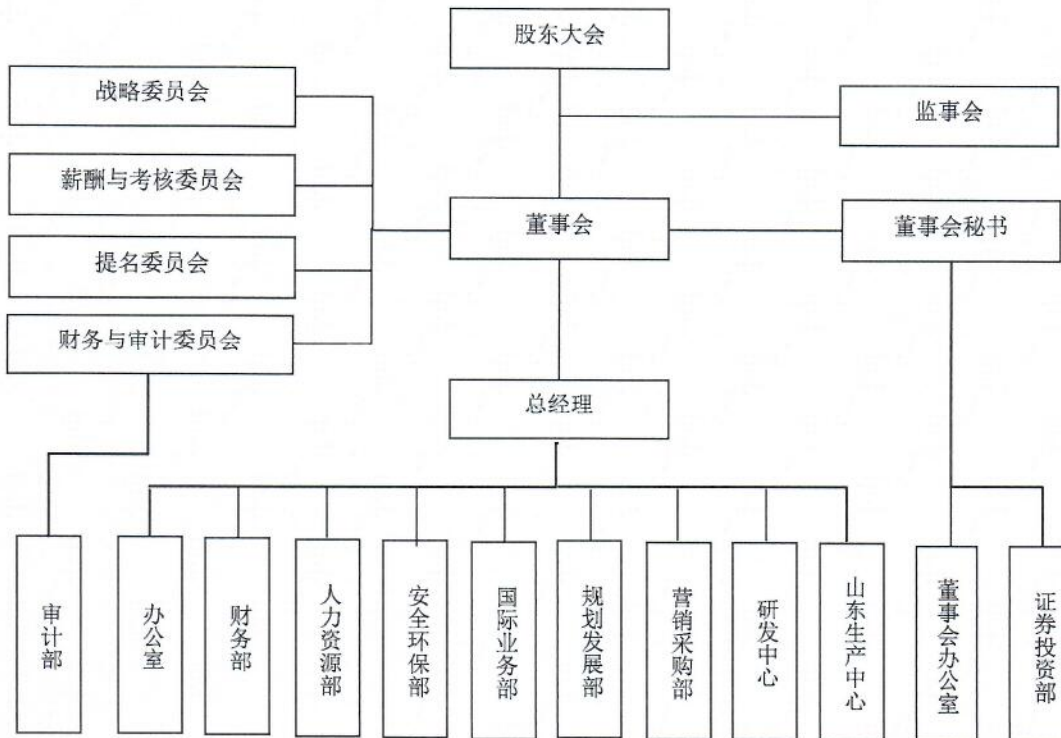 股东大会
战略委员会
监事会
薪酬与考核委员会
董事会
董事会秘书
提名委员会
财务与审计委员会
总经理
审计部
办公室
财务部
人力资源部
安全环保部
国际业务部
规划发展部
营销采购部
研发中心
山东生产中心
董事会办公室
证券投资部